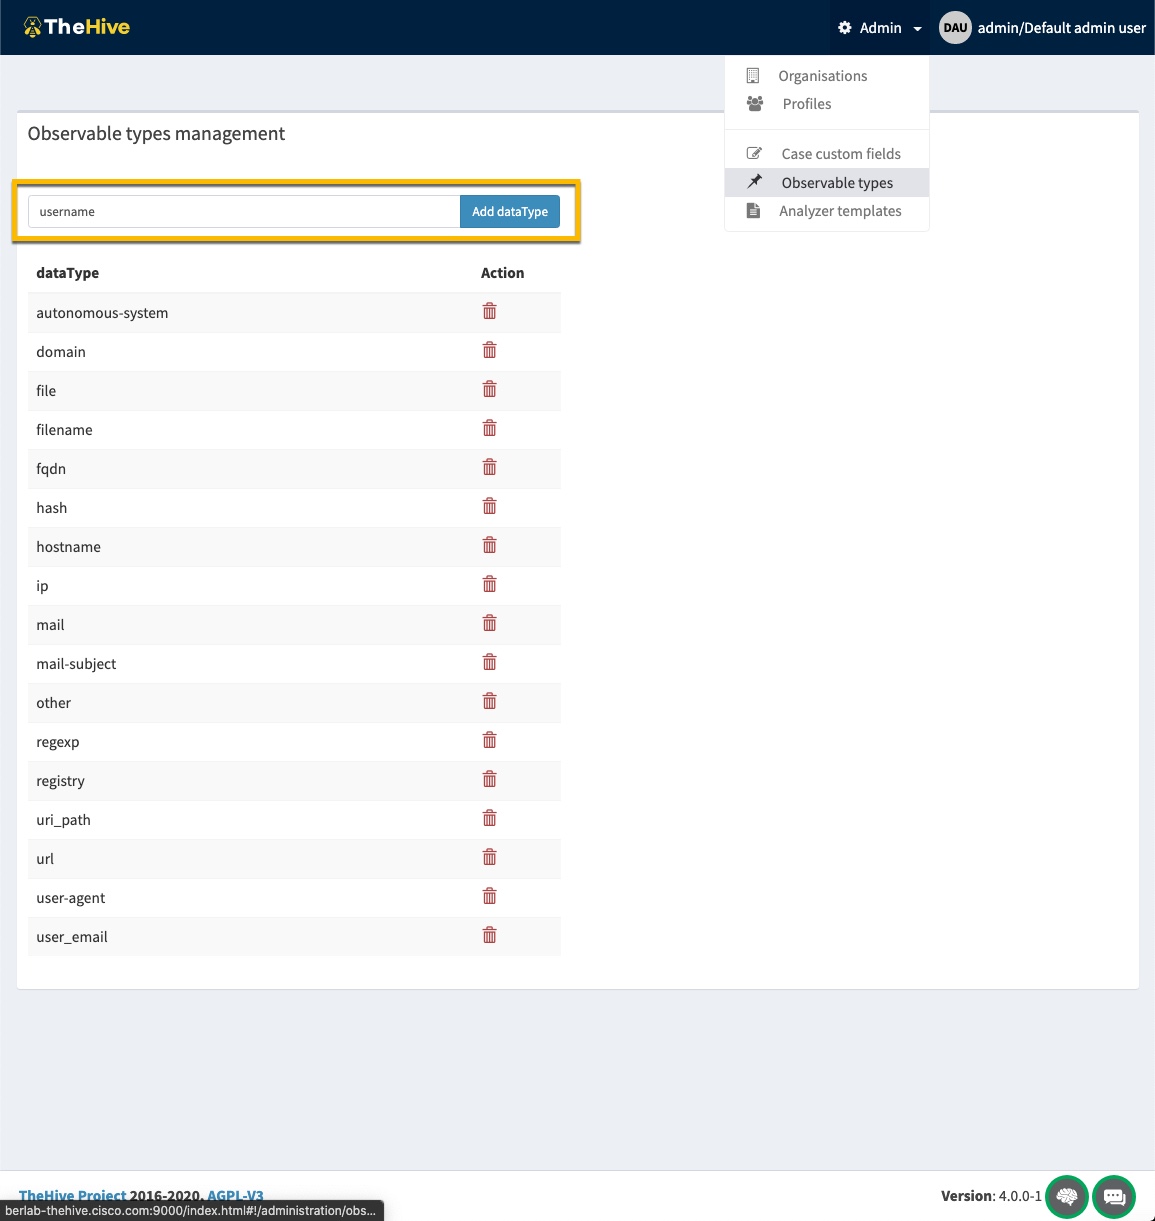 TheHive
Admin
DAU admin/Default admin user
Organisations
Profiles
Case custom fields
Observable types
Analyzer templates
Observable types management
username
Add dataType
dataType Action
autonomous-system
domain
file
filename
fqdn
hash
hostname
ip
mail
mail-subject
other
regexp
registry
uri_path
url
user-agent
user_email
TheHive Project 2016-2020, AGPL-V3
Version: 4.0.0-1
berlab-thehive.cisco.com:9000/index.html#!/administration/obs...